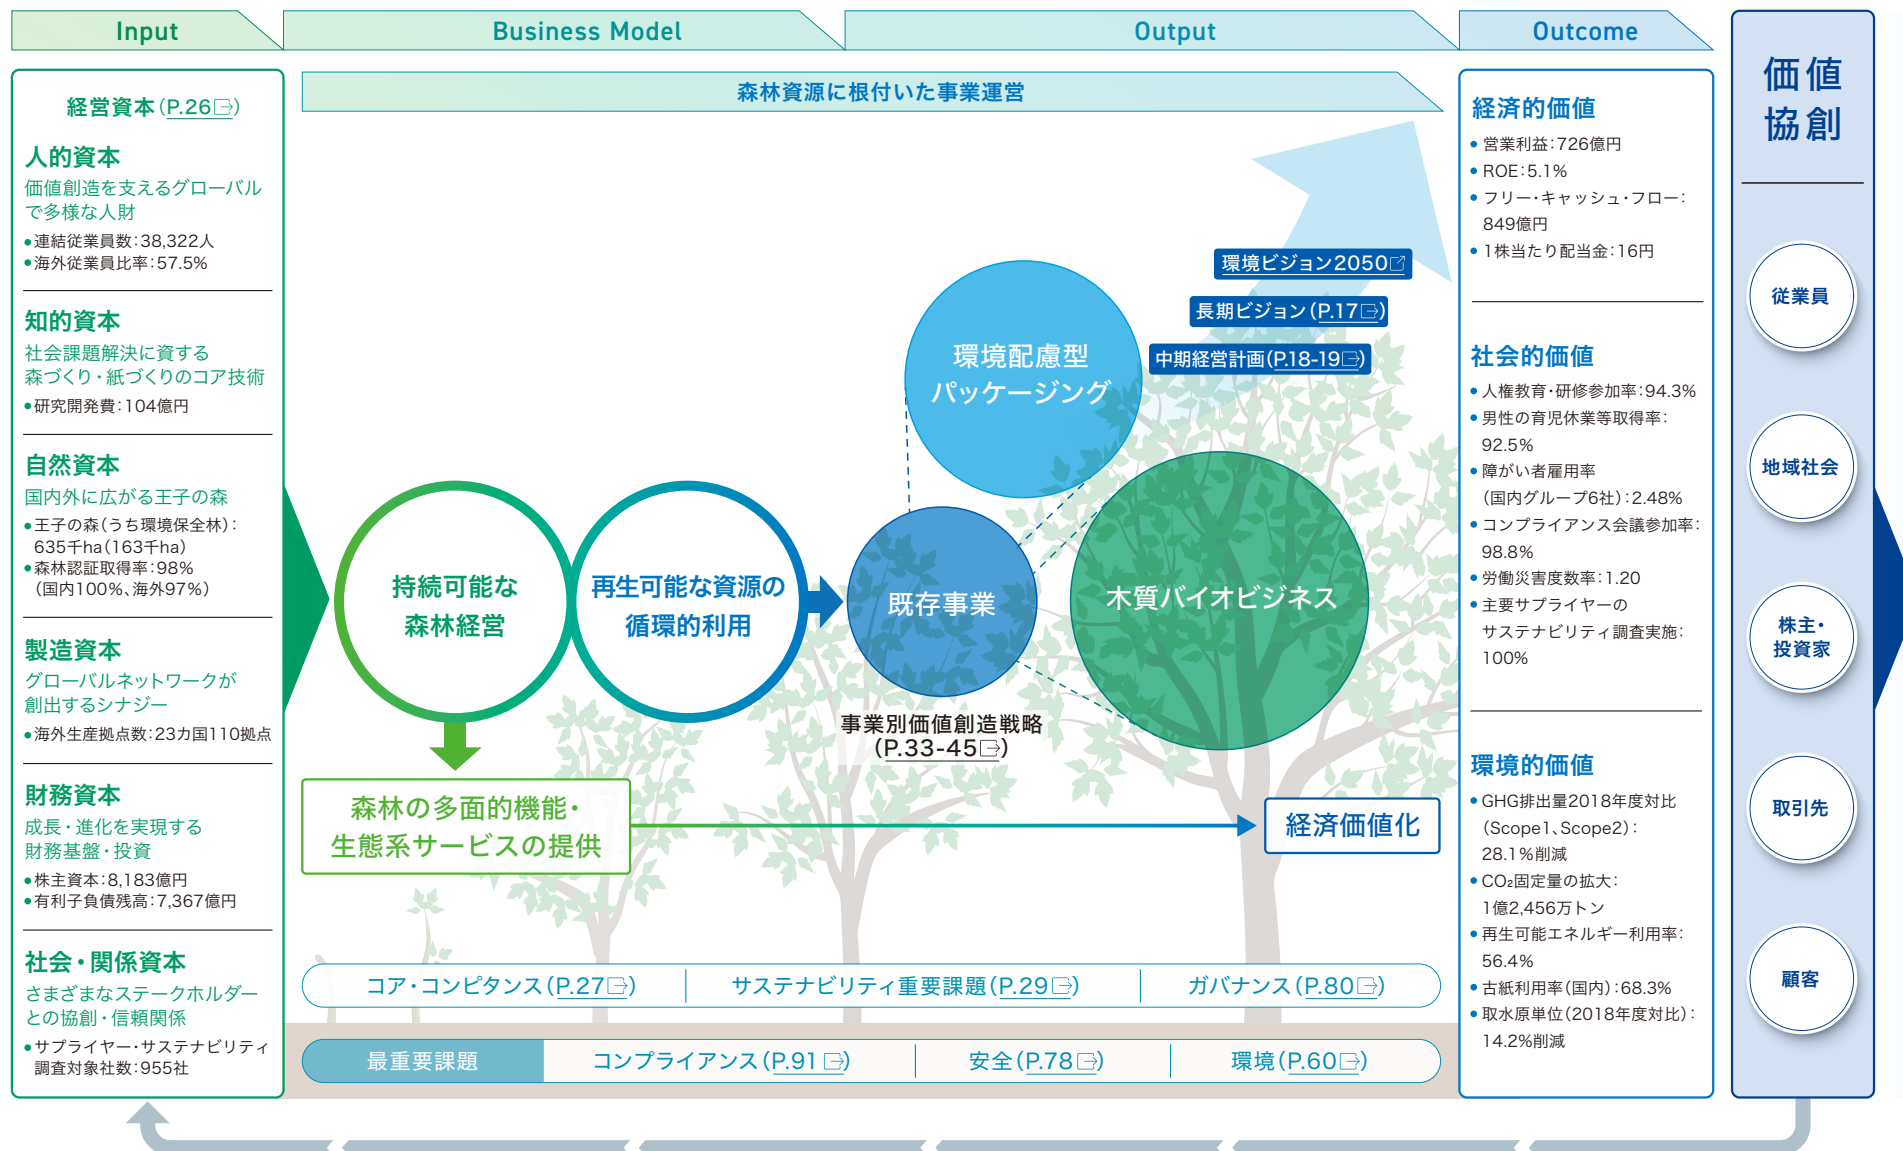 Input
Business Model
Output
Outcome
経営資本(P.26)
人的資本
価値創造を支えるグローバル
で多様な人財
•連結従業員数:38,322人
•海外従業員比率:57.5%
知的資本
社会課題解決に資する
森づくり・紙づくりのコア技術
•研究開発費:104億円
自然資本
国内外に広がる王子の森
•王子の森(うち環境保全林):
635千ha(163千ha)
•森林認証取得率:98%
(国内100%、海外97%)
製造資本
グローバルネットワークが
創出するシナジー
•海外生産拠点数:23カ国110拠点
財務資本
成長・進化を実現する
財務基盤・投資
•株主資本:8,183億円
•有利子負債残高:7,367億円
社会・関係資本
さまざまなステークホルダー
との協創・信頼関係
•サプライヤー・サステナビリティ
調査対象社数:955社
森林資源に根付いた事業運営
持続可能な
森林経営
再生可能な資源の
循環的利用
森林の多面的機能・
生態系サービスの提供
経済価値化
既存事業
環境配慮型
パッケージング
木質バイオビジネス
環境ビジョン2050
長期ビジョン(P.17)
中期経営計画(P.18-19)
事業別価値創造戦略
(P.33-45)
コア・コンピタンス(P.27)
サステナビリティ重要課題(P.29)
ガバナンス(P.80)
最重要課題
コンプライアンス(P.91)
安全(P.78)
環境(P.60)
経済的価値
•営業利益:726億円
•ROE:5.1%
•フリー・キャッシュ・フロー:
849億円
•1株当たり配当金:16円
社会的価値
•人権教育・研修参加率:94.3%
•男性の育児休業等取得率:
92.5%
•障がい者雇用率
(国内グループ6社):2.48%
•コンプライアンス会議参加率:
98.8%
•労働災害度数率:1.20
•主要サプライヤーの
サステナビリティ調査実施:
100%
環境的価値
•GHG排出量2018年度対比
(Scope1、Scope2):
28.1%削減
•CO₂固定量の拡大:
1億2,456万トン
•再生可能エネルギー利用率:
56.4%
•古紙利用率(国内):68.3%
•取水原単位(2018年度対比):
14.2%削減
価値
協創
従業員
地域社会
株主・
投資家
取引先
顧客